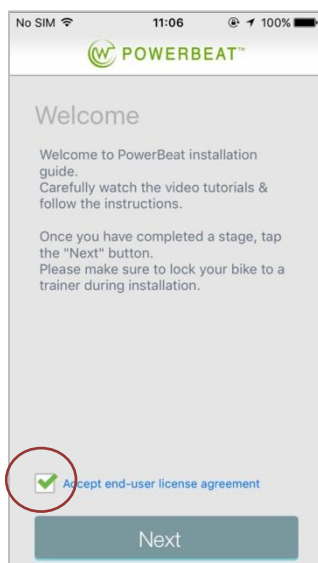 No SIM 11:06 100%
W POWERBEAT™
Welcome
Welcome to PowerBeat installation
guide.
Carefully watch the video tutorials &
follow the instructions.
Once you have completed a stage, tap
the "Next" button.
Please make sure to lock your bike to a
trainer during installation.
Accept end-user license agreement
Next